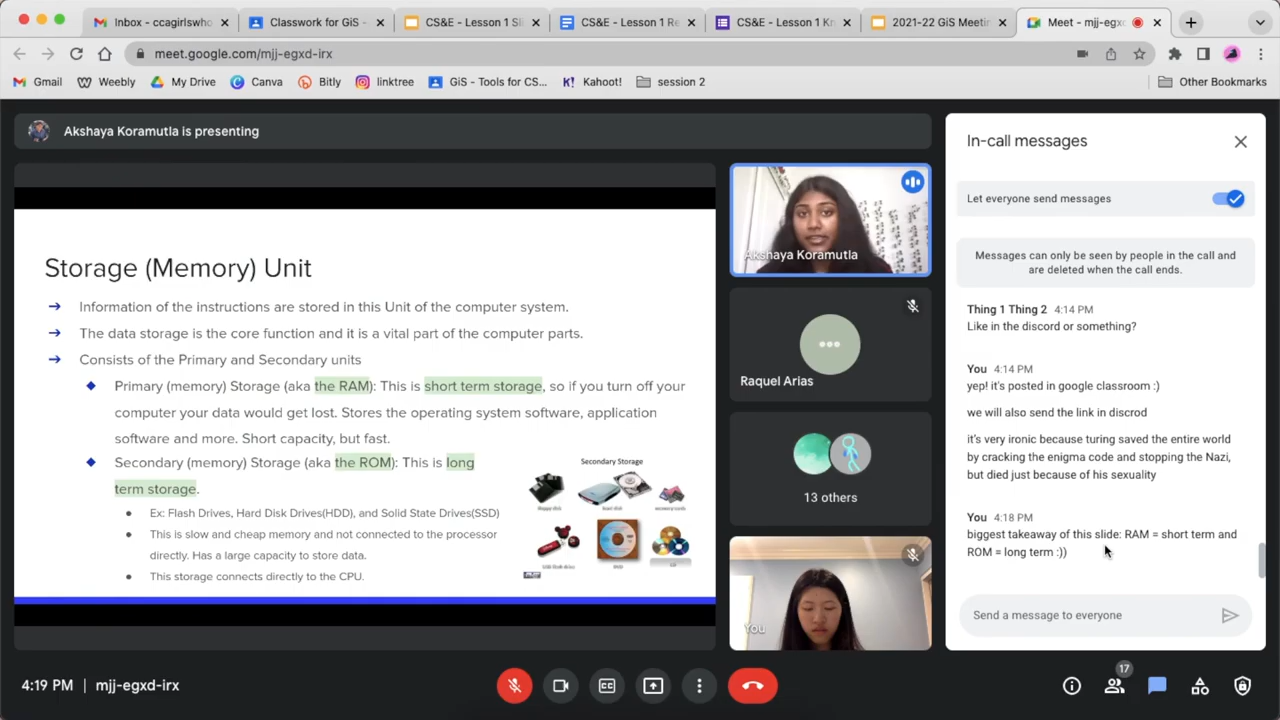 Inbox - ccagirlswho
Classwork for GiS -
CS&E - Lesson 1 Sli
CS&E - Lesson 1 Re
CS&E - Lesson 1 Kn
2021-22 GiS Meetin
Meet - mjj-egxd-irx
meet.google.com/mjj-egxd-irx
Gmail
Weebly
My Drive
Canva
Bitly
linktree
GiS - Tools for CS...
K! Kahoot!
session 2
Other Bookmarks
Akshaya Koramutla is presenting
Storage (Memory) Unit
Information of the instructions are stored in this Unit of the computer system.
The data storage is the core function and it is a vital part of the computer parts.
Consists of the Primary and Secondary units
Primary (memory) Storage (aka the RAM): This is short term storage, so if you turn off your
computer your data would get lost. Stores the operating system software, application
software and more. Short capacity, but fast.
Secondary (memory) Storage (aka the ROM): This is long
term storage.
Ex: Flash Drives, Hard Disk Drives(HDD), and Solid State Drives(SSD)
This is slow and cheap memory and not connected to the processor
directly. Has a large capacity to store data.
This storage connects directly to the CPU.
Secondary Storage
Akshaya Koramutla
Raquel Arias
13 others
You
In-call messages
Let everyone send messages
Messages can only be seen by people in the call and
are deleted when the call ends.
Thing 1 Thing 2 4:14 PM
Like in the discord or something?
You 4:14 PM
yep! it's posted in google classroom :)
we will also send the link in discrod
it's very ironic because turing saved the entire world
by cracking the enigma code and stopping the Nazi,
but died just because of his sexuality
You 4:18 PM
biggest takeaway of this slide: RAM = short term and
ROM = long term :))
Send a message to everyone
4:19 PM | mjj-egxd-irx
17